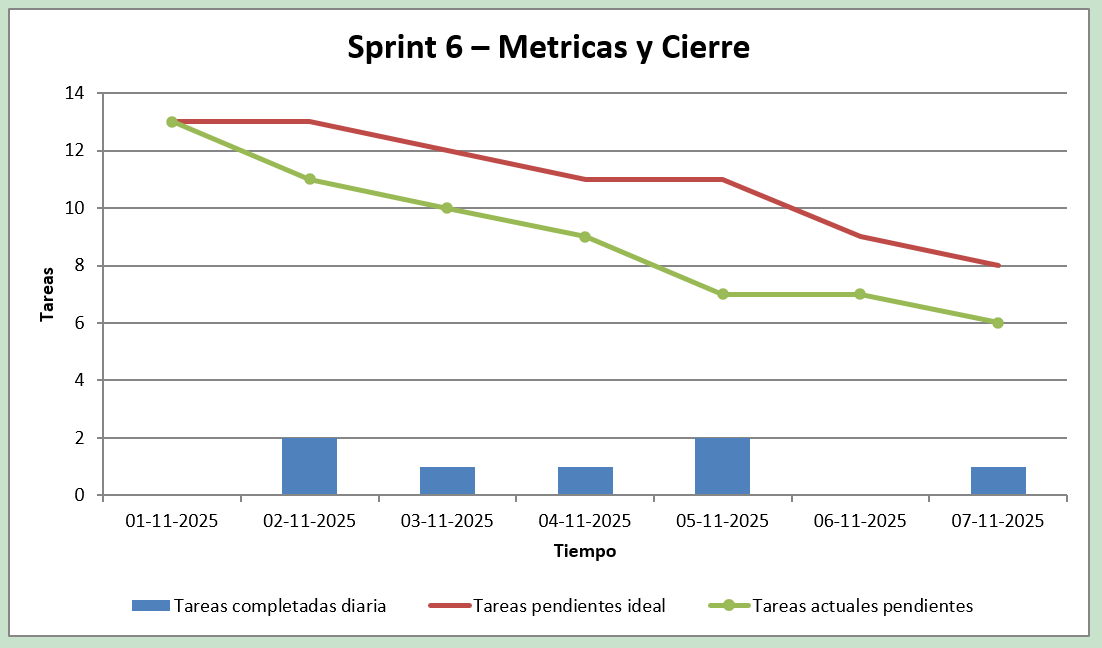 Sprint 6 – Metricas y Cierre
14
12
10
8
6
4
2
0
Tareas
01-11-2025 02-11-2025 03-11-2025 04-11-2025 05-11-2025 06-11-2025 07-11-2025
Tiempo
Tareas completadas diaria Tareas pendientes ideal Tareas actuales pendientes